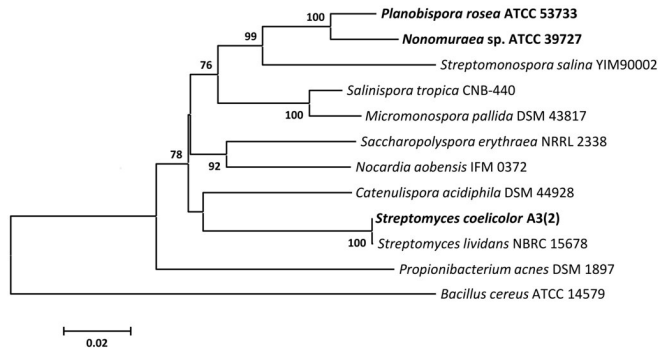 Planobispora rosea ATCC 53733
100
99
Nonomuraea sp. ATCC 39727
Streptomonospora salina YIM90002
76
Salinispora tropica CNB-440
100
Micromonospora pallida DSM 43817
Saccharopolyspora erythraea NRRL 2338
78
92
Nocardia aobensis IFM 0372
Catenulispora acidiphila DSM 44928
Streptomyces coelicolor A3(2)
100
Streptomyces lividans NBRC 15678
Propionibacterium acnes DSM 1897
Bacillus cereus ATCC 14579
0.02